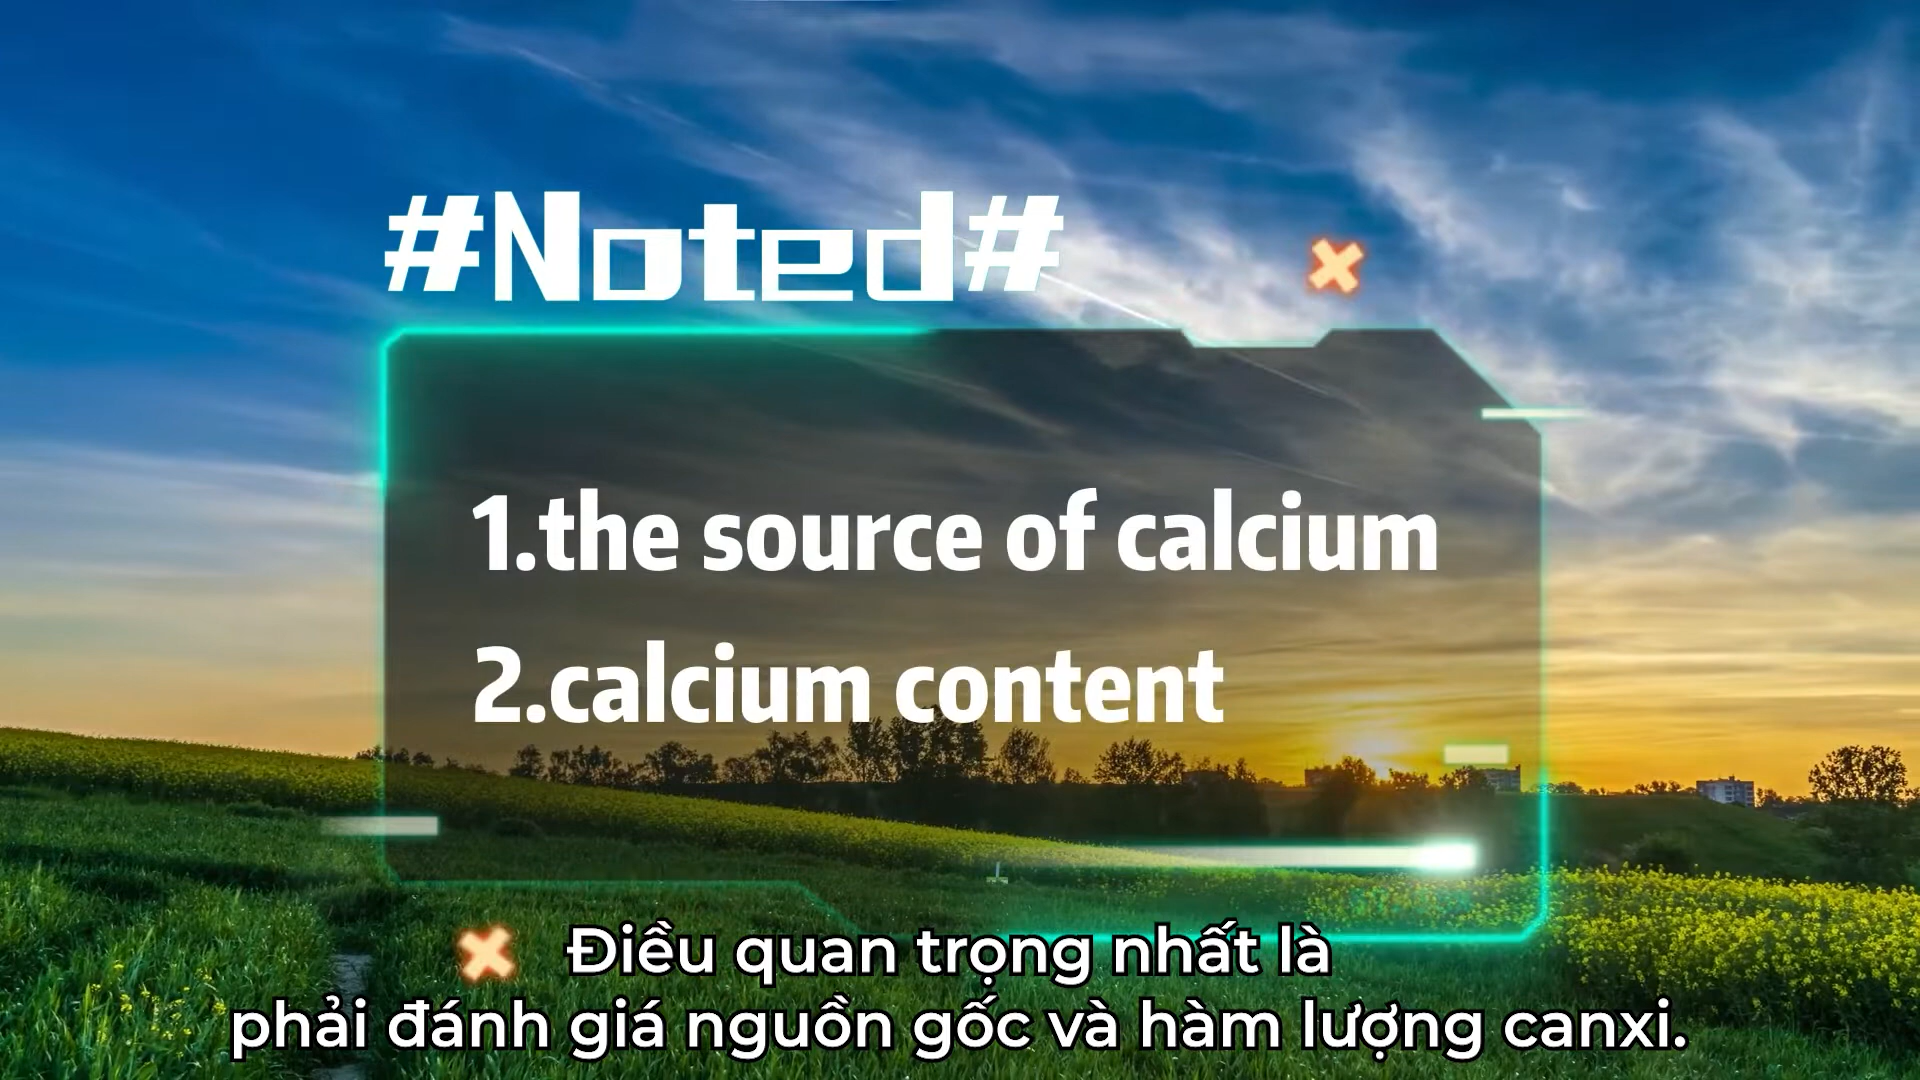 #Noted#
1.the source of calcium
2.calcium content
Điều quan trọng nhất là
phải đánh giá nguồn gốc và hàm lượng canxi.